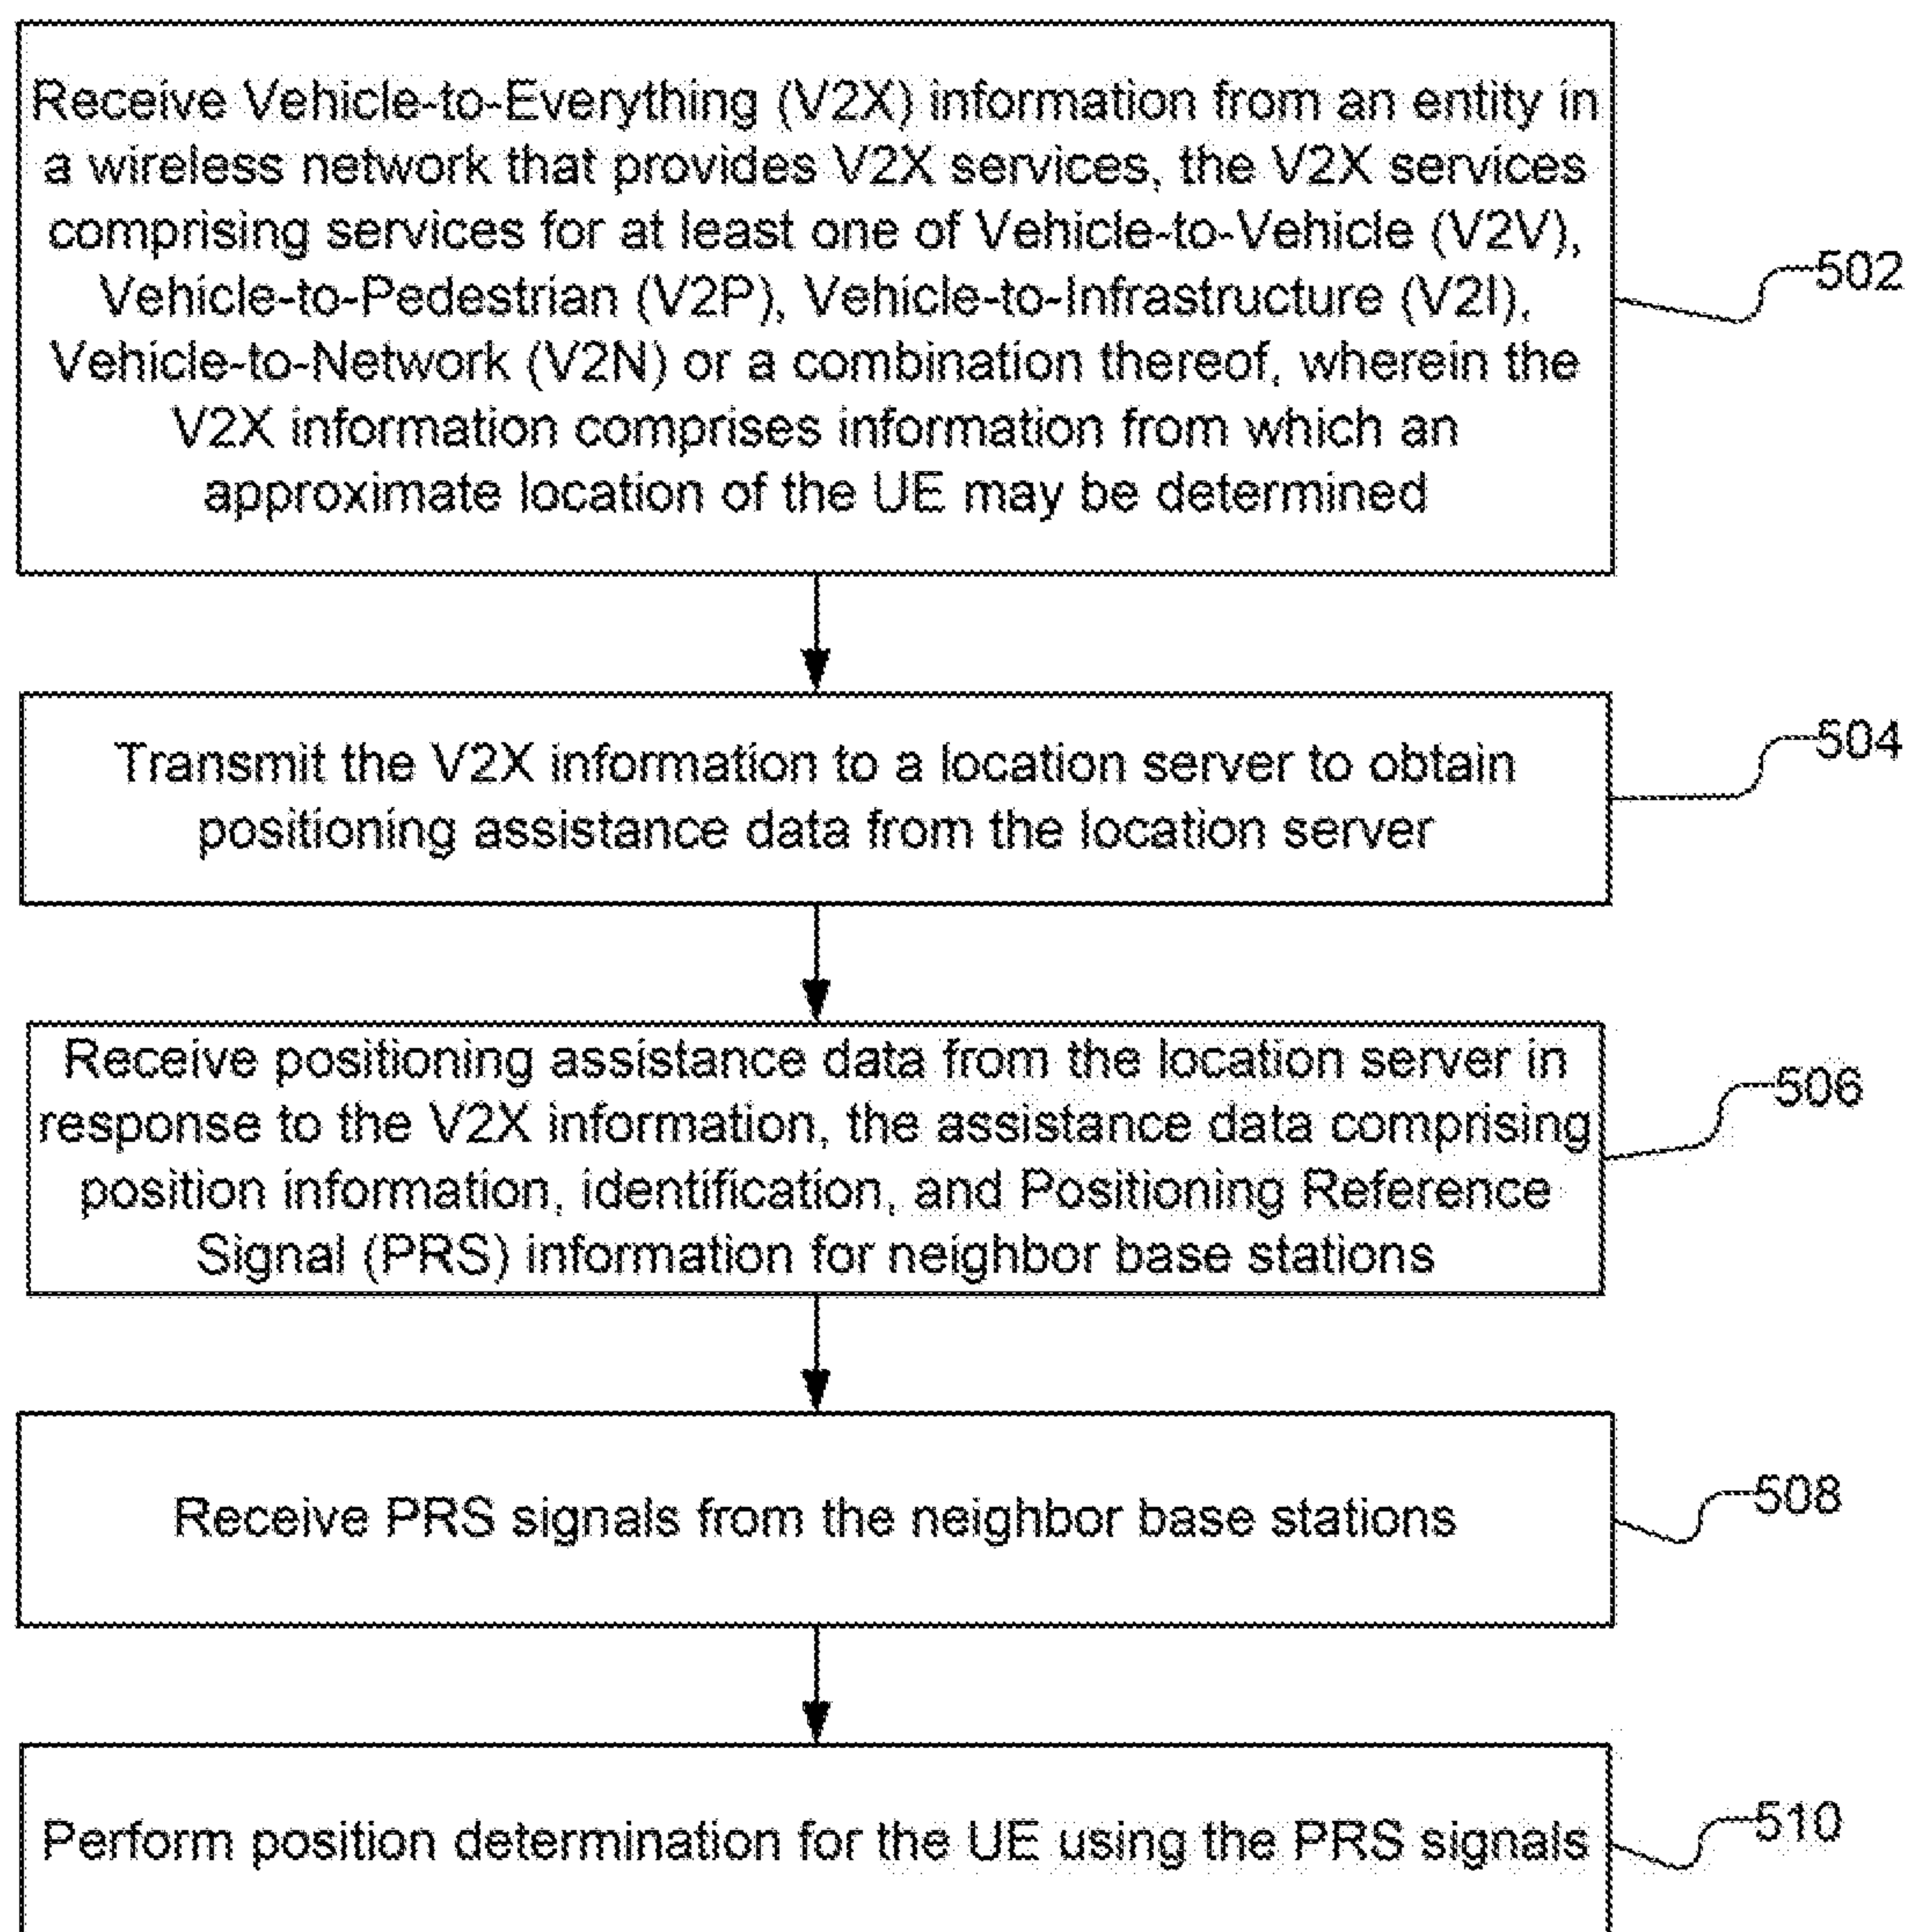 Receive Vehicle-to-Everything (V2X) information from an entity in
a wireless network that provides V2X services, the V2X services
comprising services for at least one of Vehicle-to-Vehicle (V2V),
Vehicle-to-Pedestrian (V2P), Vehicle-to-Infrastructure (V2I),
Vehicle-to-Network (V2N) or a combination thereof, wherein the
V2X information comprises information from which an
approximate location of the UE may be determined
502
Transmit the V2X information to a location server to obtain
positioning assistance data from the location server
504
Receive positioning assistance data from the location server in
response to the V2X information, the assistance data comprising
position information, identification, and Positioning Reference
Signal (PRS) information for neighbor base stations
506
Receive PRS signals from the neighbor base stations
508
Perform position determination for the UE using the PRS signals
510